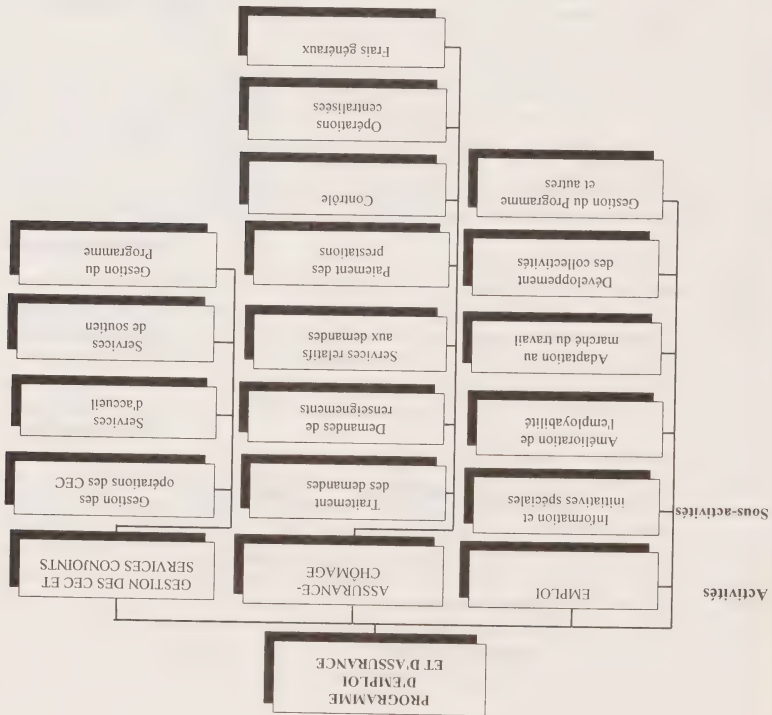 PROGRAMME
D'EMPLOI
ET D'ASSURANCE
Activités
EMPLOI
ASSURANCE-
CHÔMAGE
GESTION DES CEC ET
SERVICES CONJOINTS
Sous-activités
Information et
initiatives spéciales
Amélioration de
l'employabilité
Adaptation au
marché du travail
Développement
des collectivités
Gestion du Programme
et autres
Traitement
des demandes
Demandes de
renseignements
Services relatifs
aux demandes
Paiement des
prestations
Contrôle
Opérations
centralisées
Frais généraux
Gestion des
opérations des CEC
Services
d'accueil
Services
de soutien
Gestion du
Programme